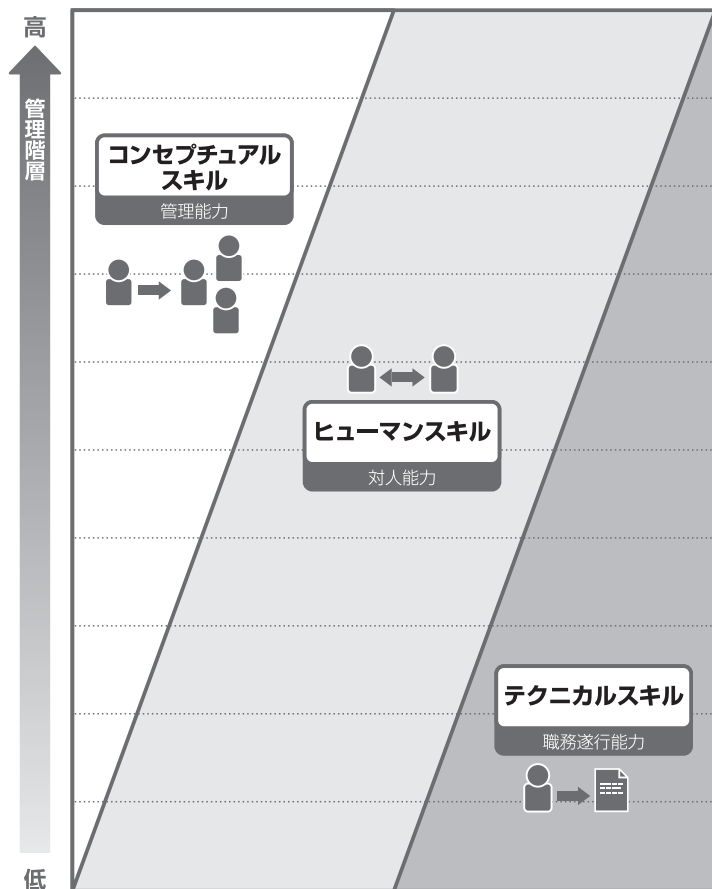 高
管理階層
コンセプチュアル
スキル
管理能力
ヒューマンスキル
対人能力
テクニカルスキル
職務遂行能力
低